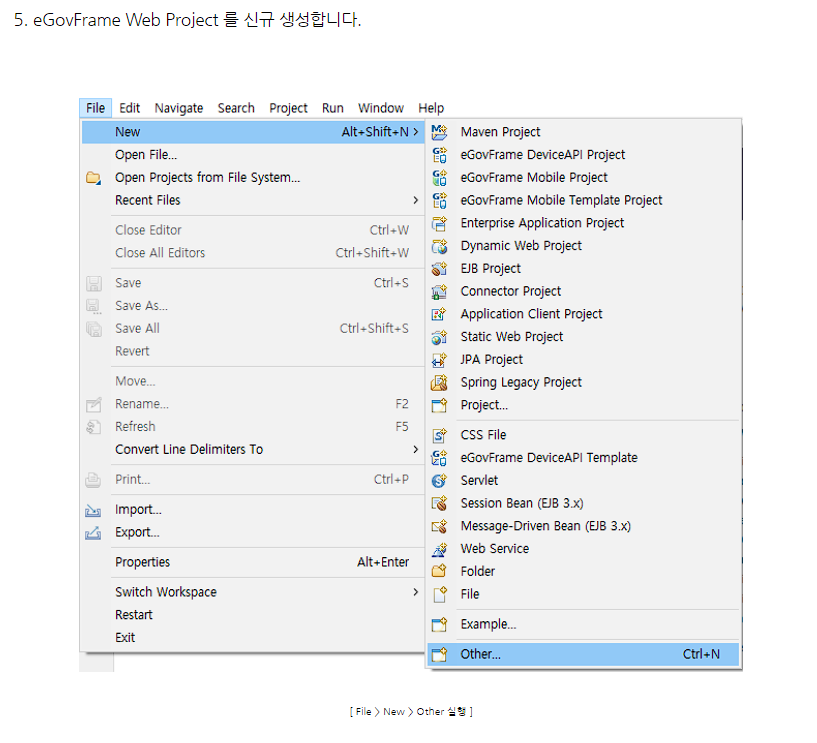 5. eGovFrame Web Project 를 신규 생성합니다.
File Edit Navigate Search Project Run Window Help
New Alt+Shift+N >
Open File...
Open Projects from File System...
Recent Files >
Close Editor Ctrl+W
Close All Editors Ctrl+Shift+W
Save Ctrl+S
Save As...
Save All Ctrl+Shift+S
Revert
Move...
Rename... F2
Refresh F5
Convert Line Delimiters To >
Print... Ctrl+P
Import...
Export...
Properties Alt+Enter
Switch Workspace >
Restart
Exit
Maven Project
eGovFrame DeviceAPI Project
eGovFrame Mobile Project
eGovFrame Mobile Template Project
Enterprise Application Project
Dynamic Web Project
EJB Project
Connector Project
Application Client Project
Static Web Project
JPA Project
Spring Legacy Project
Project...
CSS File
eGovFrame DeviceAPI Template
Servlet
Session Bean (EJB 3.x)
Message-Driven Bean (EJB 3.x)
Web Service
Folder
File
Example...
Other... Ctrl+N
[ File > New > Other 실행 ]